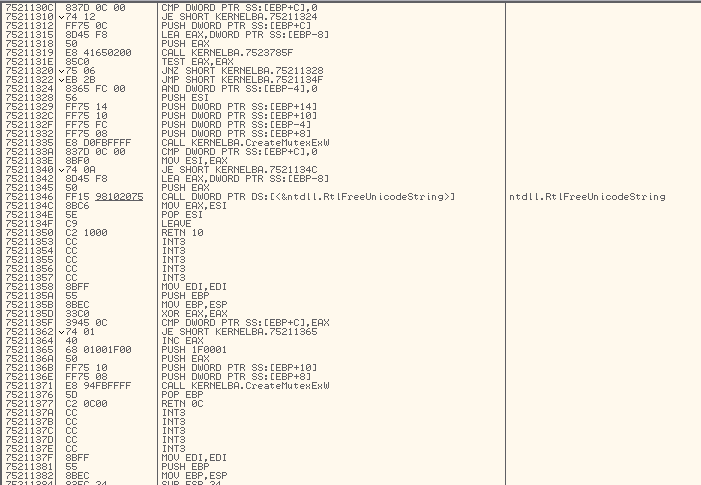 7521130C 837D 0C 00 CMP DWORD PTR SS:[EBP+C],0
75211310 74 12 JE SHORT KERNELBA.75211324
75211312 FF75 0C PUSH DWORD PTR SS:[EBP+C]
75211315 8D45 F8 LEA EAX,DWORD PTR SS:[EBP-8]
75211318 50 PUSH EAX
75211319 E8 41650200 CALL KERNELBA.7523785F
7521131E 85C0 TEST EAX,EAX
75211320 75 06 JNZ SHORT KERNELBA.75211328
75211322 EB 2B JMP SHORT KERNELBA.7521134F
75211324 8365 FC 00 AND DWORD PTR SS:[EBP-4],0
75211328 56 PUSH ESI
75211329 FF75 14 PUSH DWORD PTR SS:[EBP+14]
7521132C FF75 10 PUSH DWORD PTR SS:[EBP+10]
7521132F FF75 FC PUSH DWORD PTR SS:[EBP-4]
75211332 FF75 08 PUSH DWORD PTR SS:[EBP+8]
75211335 E8 D0FBFFFF CALL KERNELBA.CreateMutexExW
7521133A 837D 0C 00 CMP DWORD PTR SS:[EBP+C],0
7521133E 8BF0 MOV ESI,EAX
75211340 74 0A JE SHORT KERNELBA.7521134C
75211342 8D45 F8 LEA EAX,DWORD PTR SS:[EBP-8]
75211345 50 PUSH EAX
75211346 FF15 98102075 CALL DWORD PTR DS:[<&ntdll.RtlFreeUnicodeString>] ntdll.RtlFreeUnicodeString
7521134C 8BC6 MOV EAX,ESI
7521134E 5E POP ESI
7521134F C9 LEAVE
75211350 C2 1000 RETN 10
75211353 CC INT3
75211354 CC INT3
75211355 CC INT3
75211356 CC INT3
75211357 CC INT3
75211358 8BFF MOV EDI,EDI
7521135A 55 PUSH EBP
7521135B 8BEC MOV EBP,ESP
7521135D 33C0 XOR EAX,EAX
7521135F 3945 0C CMP DWORD PTR SS:[EBP+C],EAX
75211362 74 01 JE SHORT KERNELBA.75211365
75211364 40 INC EAX
75211365 68 01001F00 PUSH 1F0001
7521136A 50 PUSH EAX
7521136B FF75 10 PUSH DWORD PTR SS:[EBP+10]
7521136E FF75 08 PUSH DWORD PTR SS:[EBP+8]
75211371 E8 94FBFFFF CALL KERNELBA.CreateMutexExW
75211376 5D POP EBP
75211377 C2 0C00 RETN 0C
7521137A CC INT3
7521137B CC INT3
7521137C CC INT3
7521137D CC INT3
7521137E CC INT3
7521137F 8BFF MOV EDI,EDI
75211381 55 PUSH EBP
75211382 8BEC MOV EBP,ESP
75211384 83EC 24 SUB ESP,24